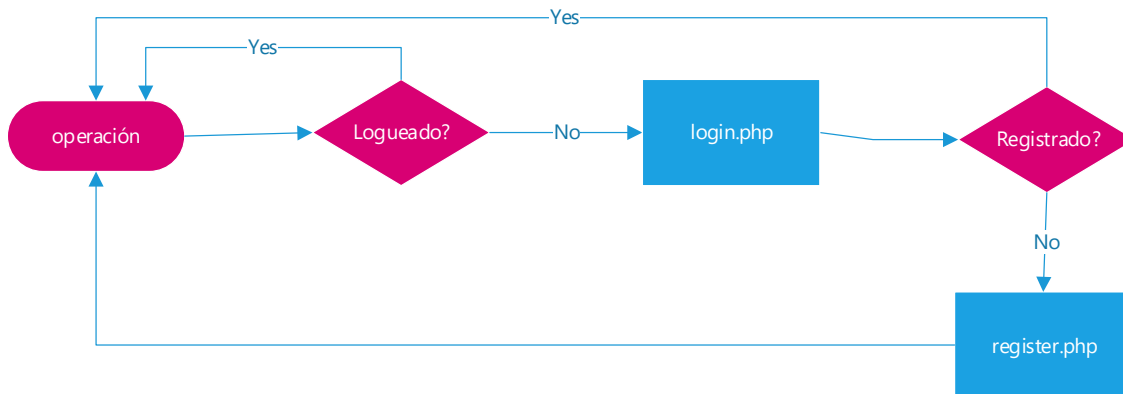 Yes
Yes
operación
Logueado?
No
login.php
Registrado?
No
register.php